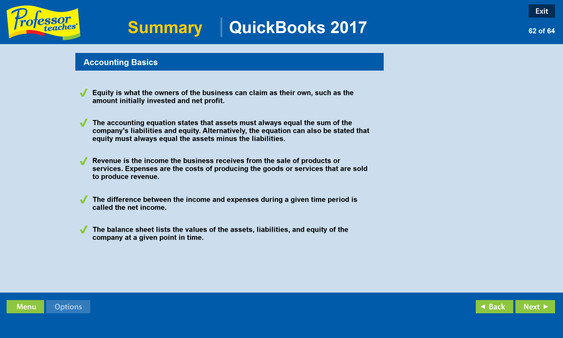 Professor
teaches®
Summary | QuickBooks 2017
Exit
62 of 64
Accounting Basics
Equity is what the owners of the business can claim as their own, such as the
amount initially invested and net profit.
The accounting equation states that assets must always equal the sum of the
company's liabilities and equity. Alternatively, the equation can also be stated that
equity must always equal the assets minus the liabilities.
Revenue is the income the business receives from the sale of products or
services. Expenses are the costs of producing the goods or services that are sold
to produce revenue.
The difference between the income and expenses during a given time period is
called the net income.
The balance sheet lists the values of the assets, liabilities, and equity of the
company at a given point in time.
Menu
Options
Back
Next